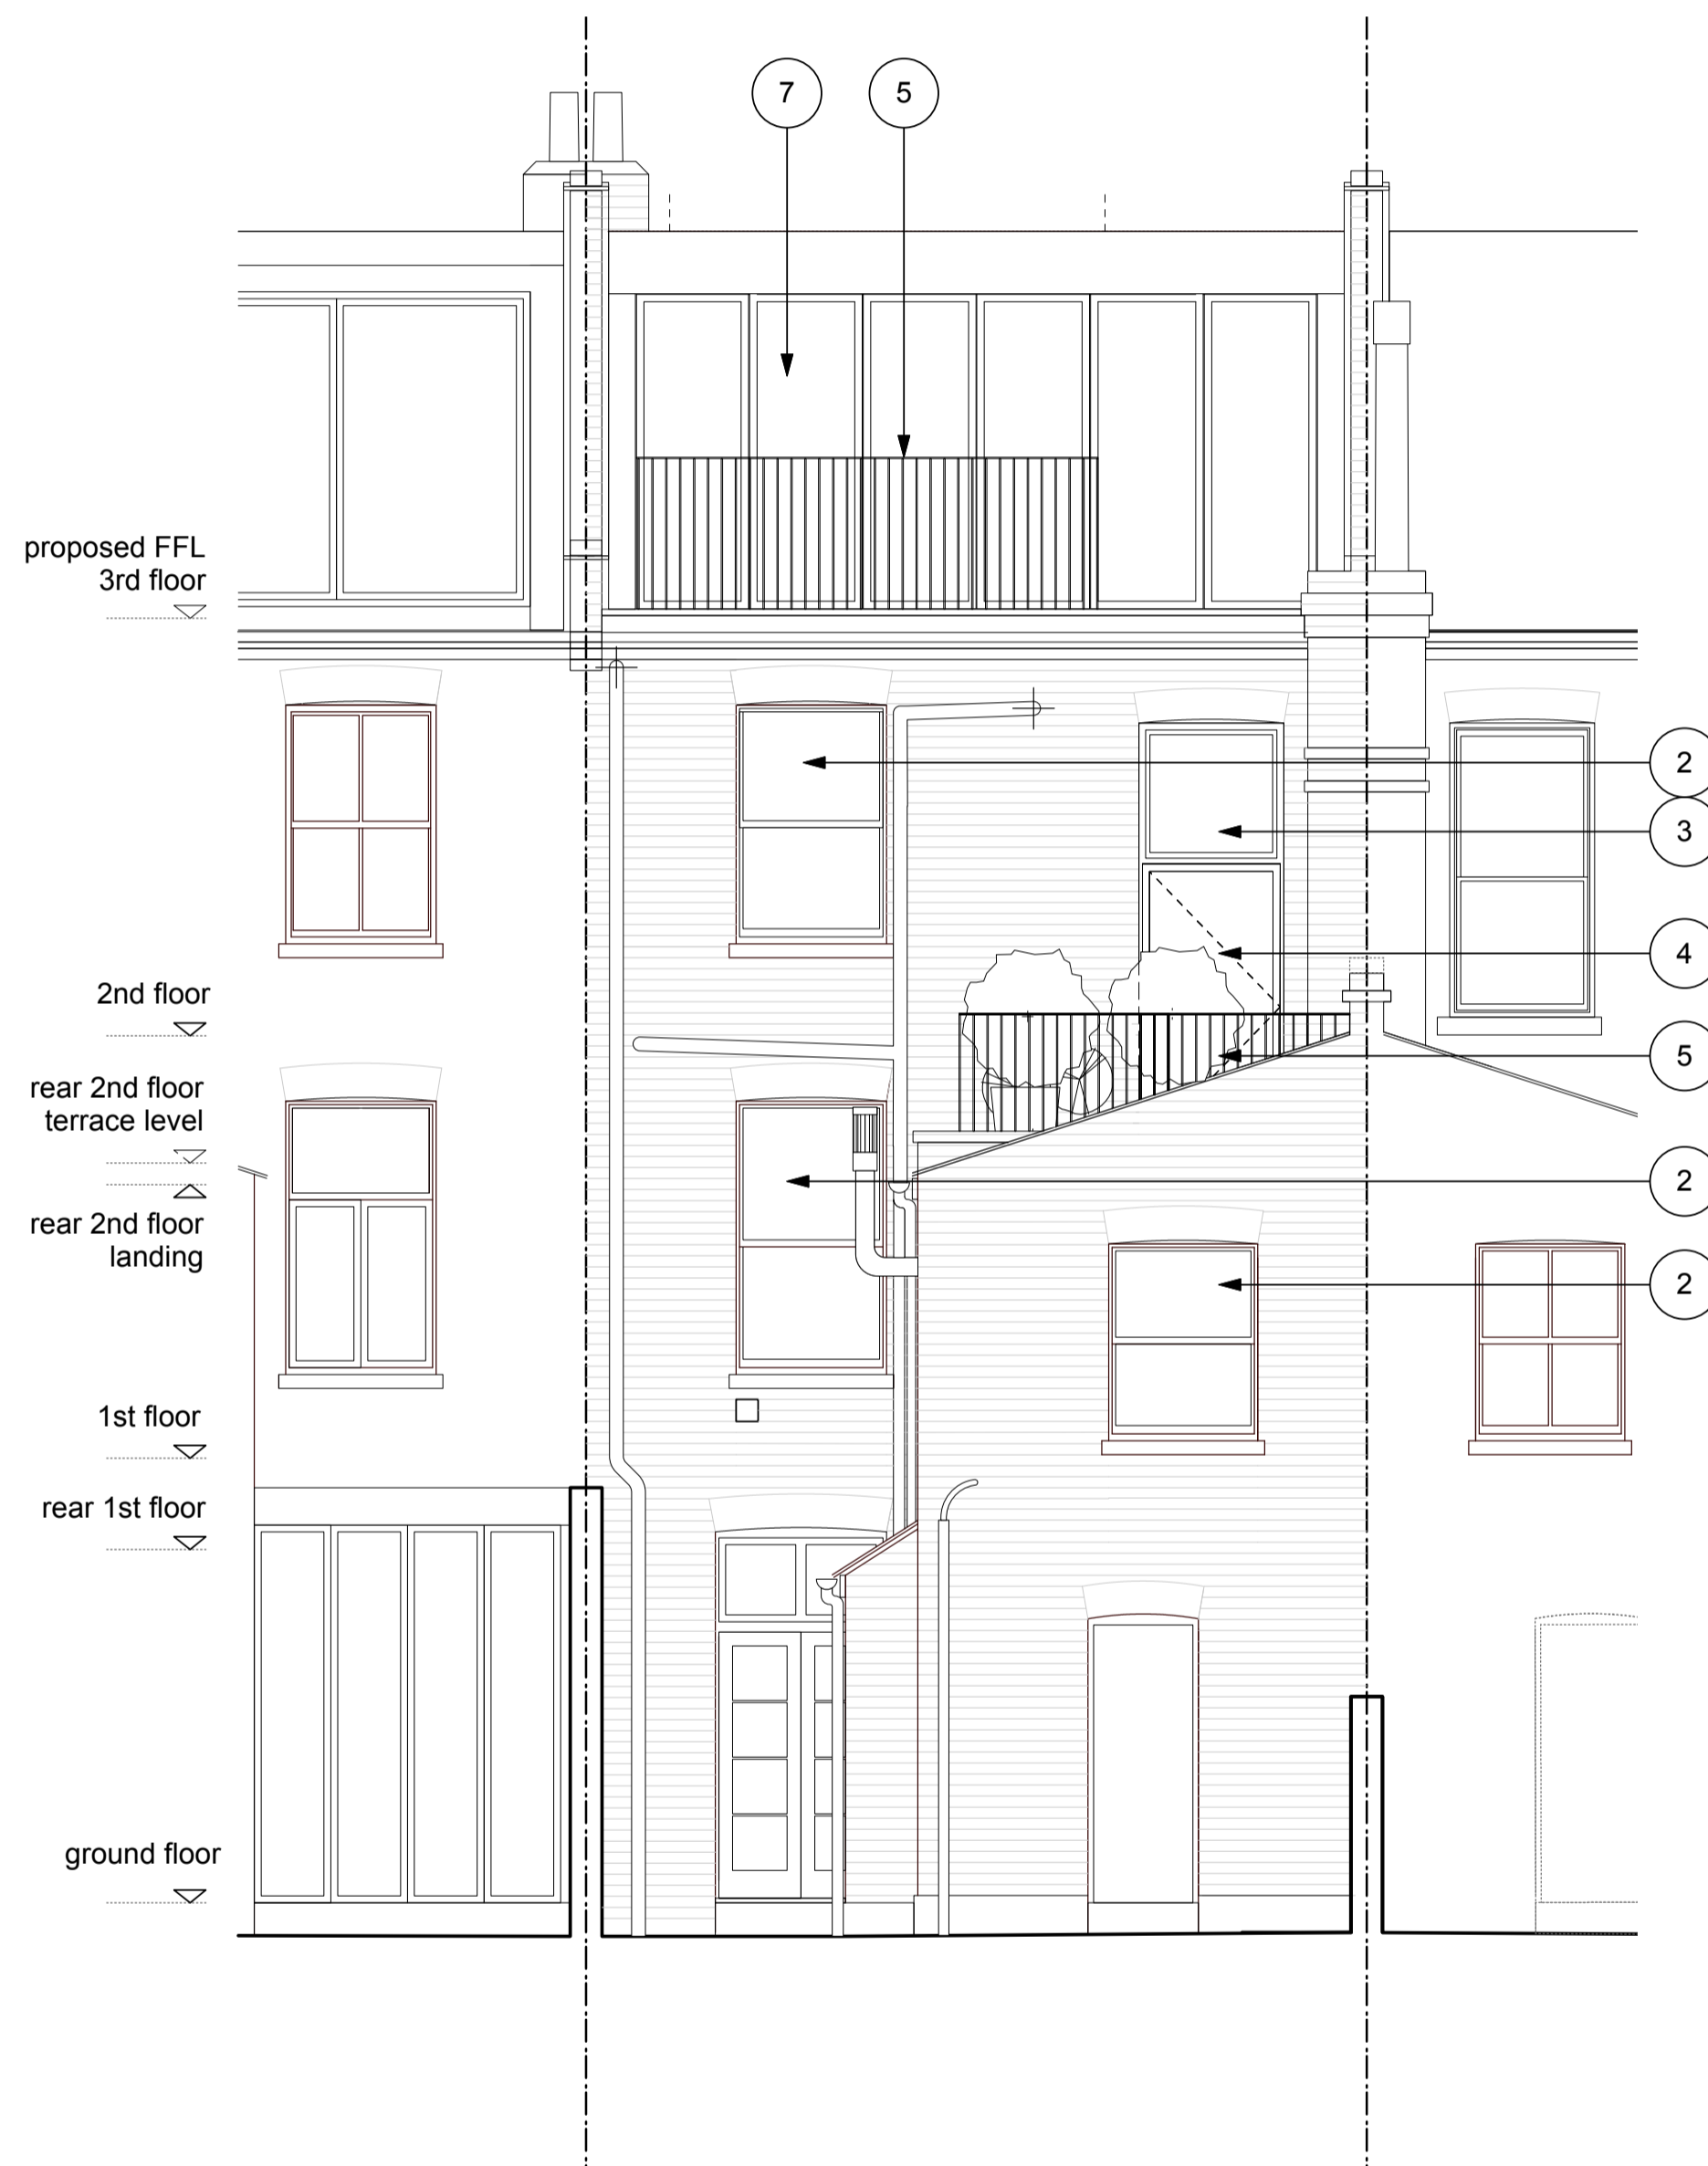 7
5
proposed FFL
3rd floor
2
3
4
2nd floor
5
rear 2nd floor
terrace level
2
rear 2nd floor
landing
2
1st floor
rear 1st floor
ground floor